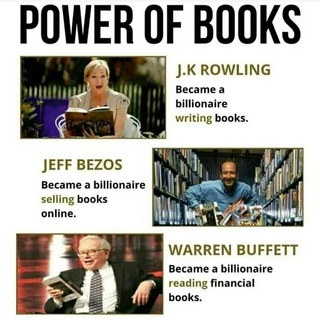 POWER OF BOOKS
J.K ROWLING
Became a
billionaire
writing books.
JEFF BEZOS
Became a billionaire
selling books
online.
WARREN BUFFETT
Became a billionaire
reading financial
books.